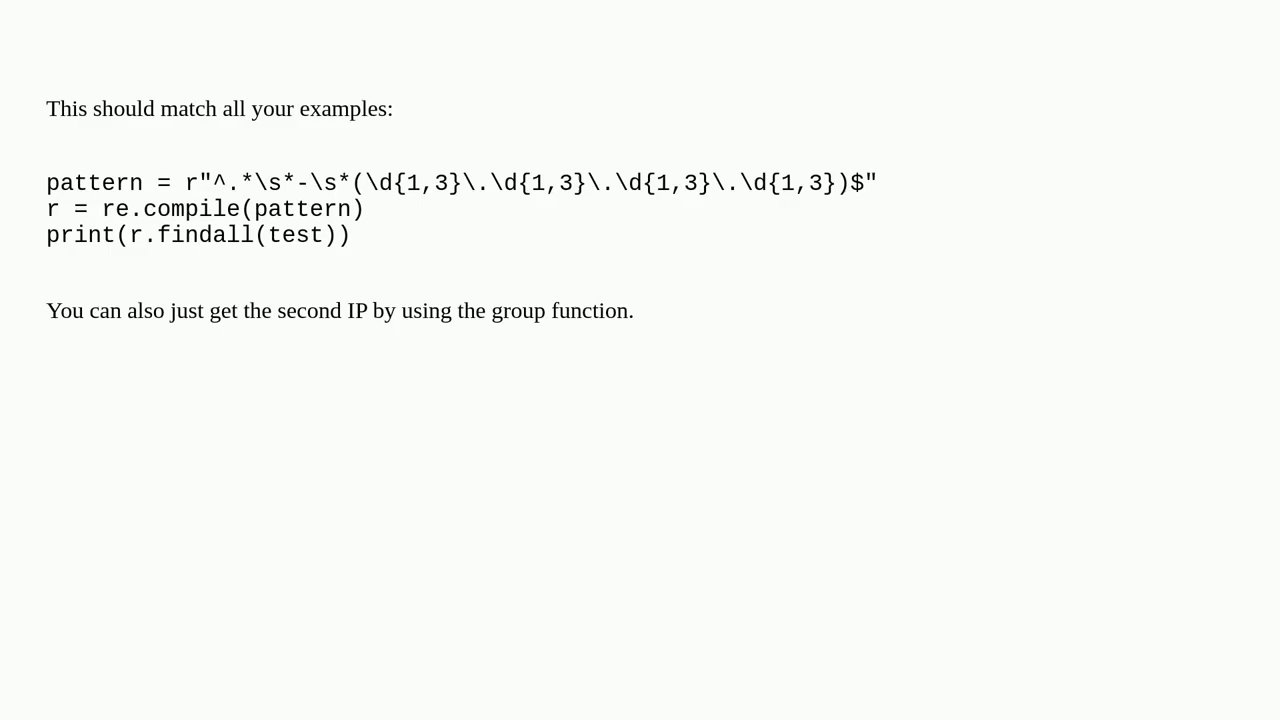 This should match all your examples:
pattern = r"^.*\s*-\s*(\d{1,3}\.\d{1,3}\.\d{1,3}\.\d{1,3})$"
r = re.compile(pattern)
print(r.findall(test))
You can also just get the second IP by using the group function.